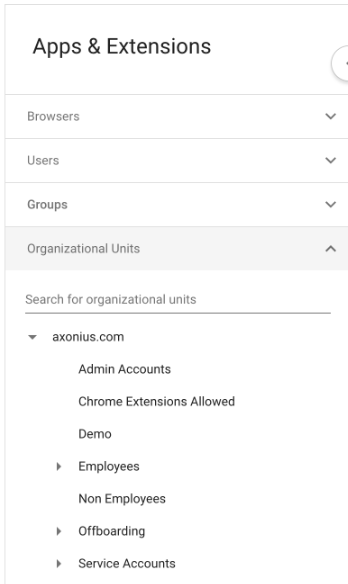 Apps & Extensions
Browsers
Users
Groups
Organizational Units
Search for organizational units
axonius.com
Admin Accounts
Chrome Extensions Allowed
Demo
Employees
Non Employees
Offboarding
Service Accounts